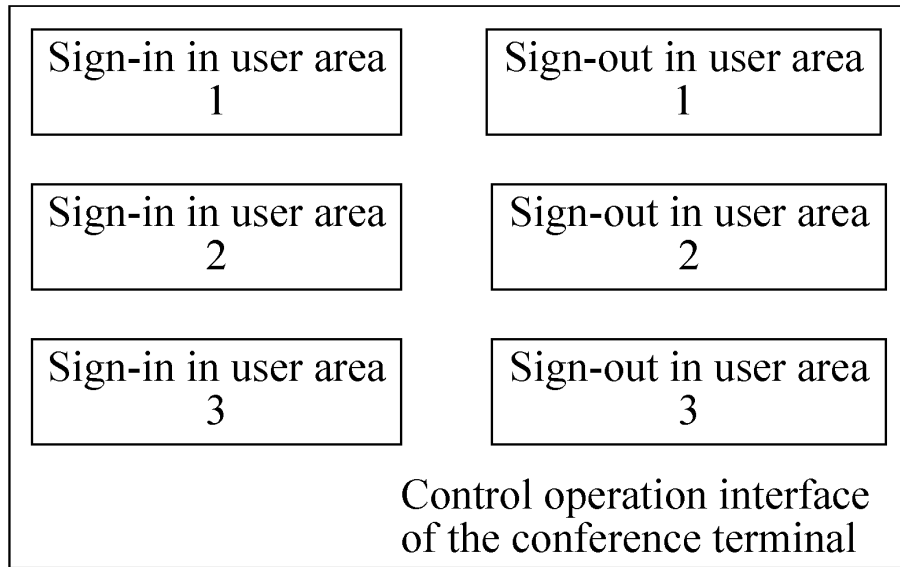 Sign-in in user area
1
Sign-out in user area
1
Sign-in in user area
2
Sign-out in user area
2
Sign-in in user area
3
Sign-out in user area
3
Control operation interface
of the conference terminal